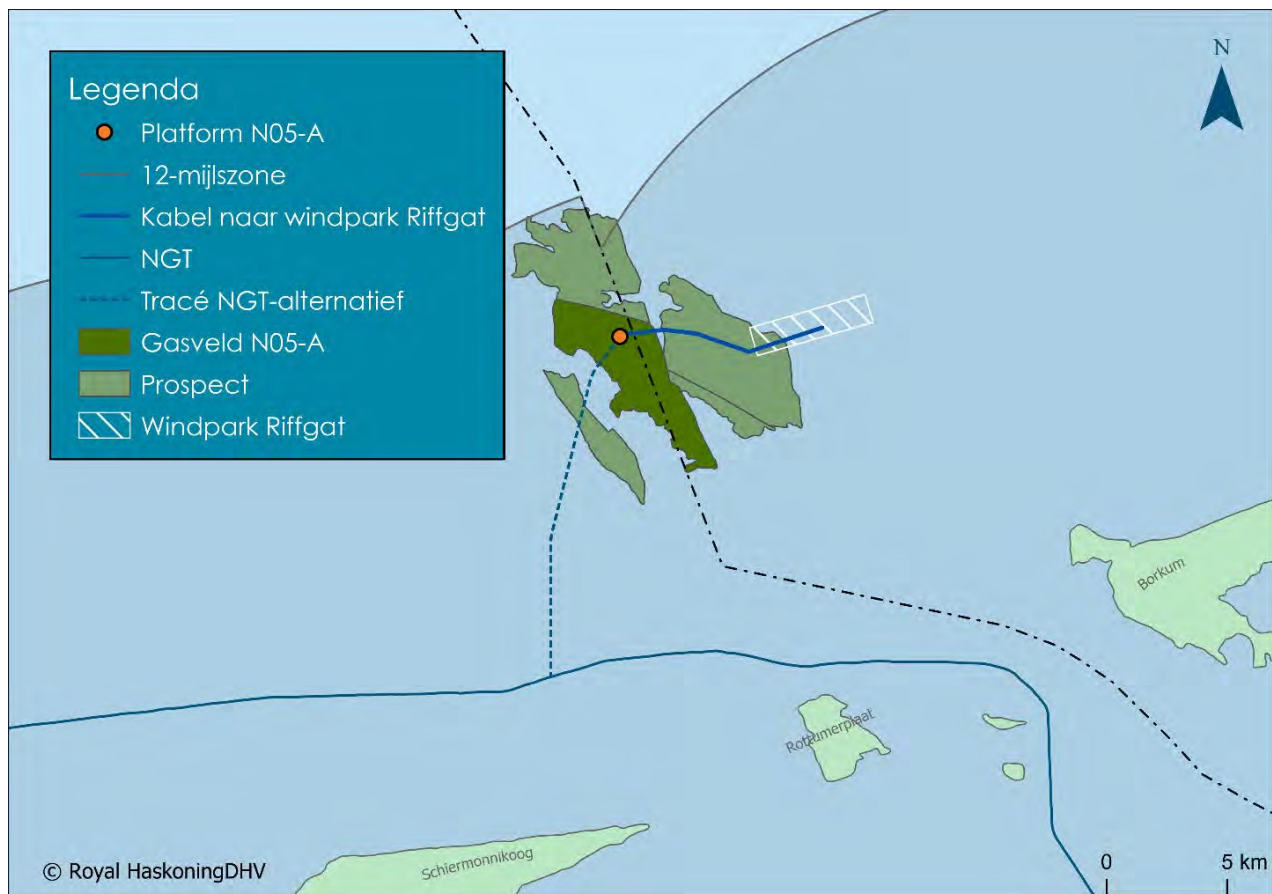 N
Legenda
Platform N05-A
12-mijlszone
Kabel naar windpark Riffgat
NGT
Tracé NGT-alternatief
Gasveld N05-A
Prospect
Windpark Riffgat
Borkum
Rottumerplaat
Schiermonnikoog
© Royal HaskoningDHV
0 5 km